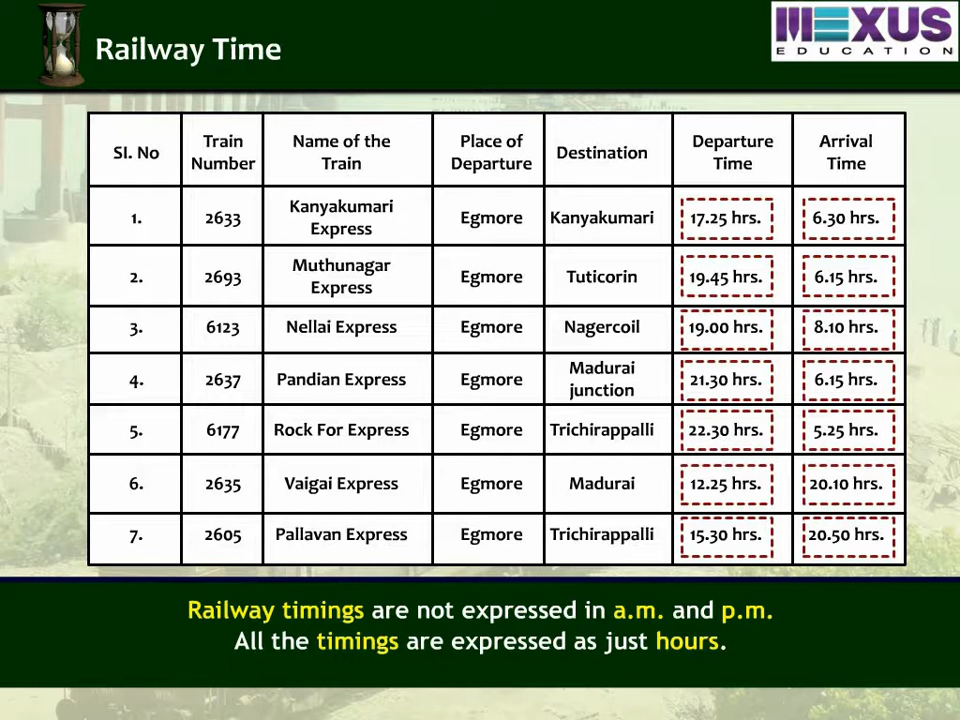 Railway Time
MEXUS
EDUCATION
Sl. No
Train Number
Name of the Train
Place of Departure
Destination
Departure Time
Arrival Time
1. 2633 Kanyakumari Express Egmore Kanyakumari 17.25 hrs. 6.30 hrs.
2. 2693 Muthunagar Express Egmore Tuticorin 19.45 hrs. 6.15 hrs.
3. 6123 Nellai Express Egmore Nagercoil 19.00 hrs. 8.10 hrs.
4. 2637 Pandian Express Egmore Madurai junction 21.30 hrs. 6.15 hrs.
5. 6177 Rock For Express Egmore Trichirappalli 22.30 hrs. 5.25 hrs.
6. 2635 Vaigai Express Egmore Madurai 12.25 hrs. 20.10 hrs.
7. 2605 Pallavan Express Egmore Trichirappalli 15.30 hrs. 20.50 hrs.
Railway timings are not expressed in a.m. and p.m.
All the timings are expressed as just hours.